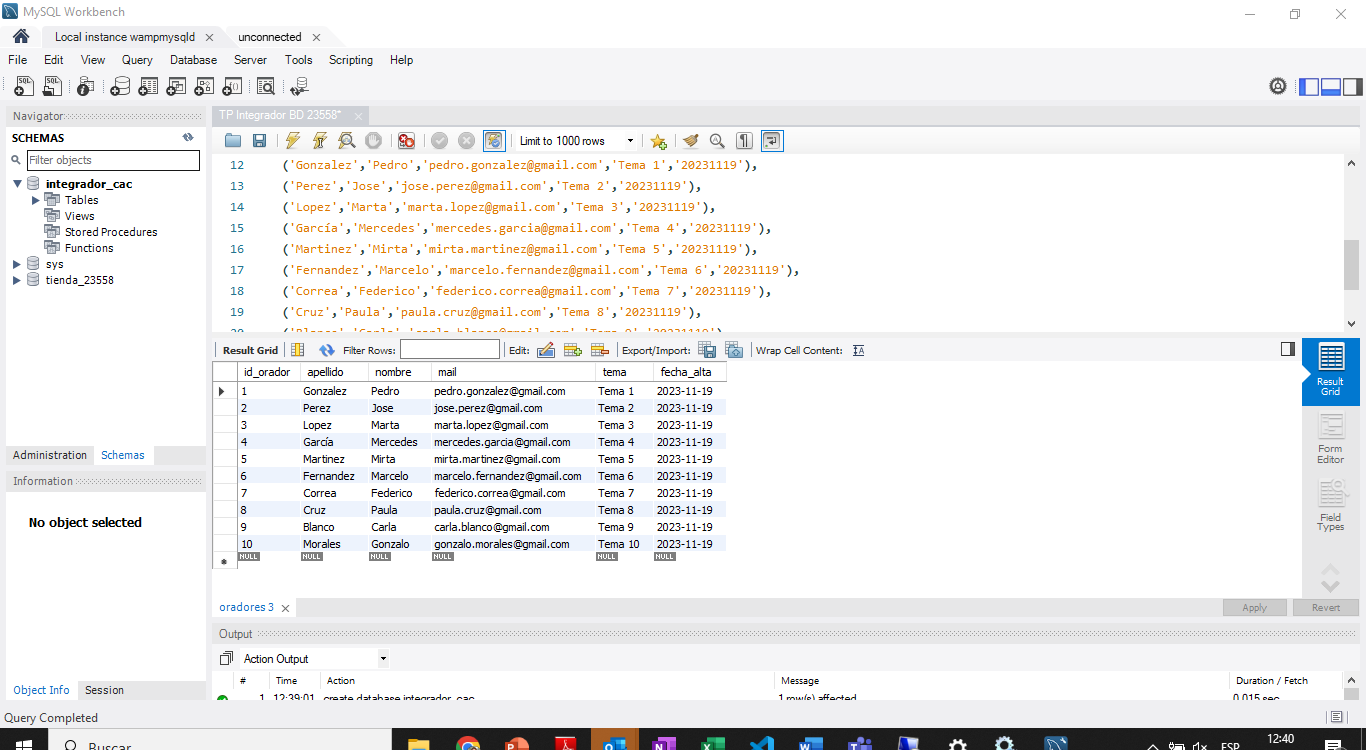 MySQL Workbench
Local instance wampmysqld
unconnected
File Edit View Query Database Server Tools Scripting Help
Navigator
SCHEMAS
Filter objects
integrador_cac
Tables
Views
Stored Procedures
Functions
sys
tienda_23558
Administration Schemas
Information
No object selected
Object Info Session
TP Integrador BD 23558*
Limit to 1000 rows
12 ('Gonzalez','Pedro','pedro.gonzalez@gmail.com','Tema 1','20231119'),
13 ('Perez','Jose','jose.perez@gmail.com','Tema 2','20231119'),
14 ('Lopez','Marta','marta.lopez@gmail.com','Tema 3','20231119'),
15 ('García','Mercedes','mercedes.garcia@gmail.com','Tema 4','20231119'),
16 ('Martinez','Mirta','mirta.martinez@gmail.com','Tema 5','20231119'),
17 ('Fernandez','Marcelo','marcelo.fernandez@gmail.com','Tema 6','20231119'),
18 ('Correa','Federico','federico.correa@gmail.com','Tema 7','20231119'),
19 ('Cruz','Paula','paula.cruz@gmail.com','Tema 8','20231119'),
20 ('Blanco','Carla','carla.blanco@gmail.com','Tema 9','20231119')
Result Grid Filter Rows: Edit: Export/Import: Wrap Cell Content:
id_orador apellido nombre mail tema fecha_alta
1 Gonzalez Pedro pedro.gonzalez@gmail.com Tema 1 2023-11-19
2 Perez Jose jose.perez@gmail.com Tema 2 2023-11-19
3 Lopez Marta marta.lopez@gmail.com Tema 3 2023-11-19
4 García Mercedes mercedes.garcia@gmail.com Tema 4 2023-11-19
5 Martinez Mirta mirta.martinez@gmail.com Tema 5 2023-11-19
6 Fernandez Marcelo marcelo.fernandez@gmail.com Tema 6 2023-11-19
7 Correa Federico federico.correa@gmail.com Tema 7 2023-11-19
8 Cruz Paula paula.cruz@gmail.com Tema 8 2023-11-19
9 Blanco Carla carla.blanco@gmail.com Tema 9 2023-11-19
10 Morales Gonzalo gonzalo.morales@gmail.com Tema 10 2023-11-19
NULL NULL NULL NULL NULL NULL
Result
Grid
Form
Editor
Field
Types
oradores 3
Apply Revert
Output
Action Output
# Time Action Message Duration / Fetch
1 12:39:01 create database integrador_cac 1 row(s) affected 0.015 sec
Query Completed
Buscar
ESP
12:40